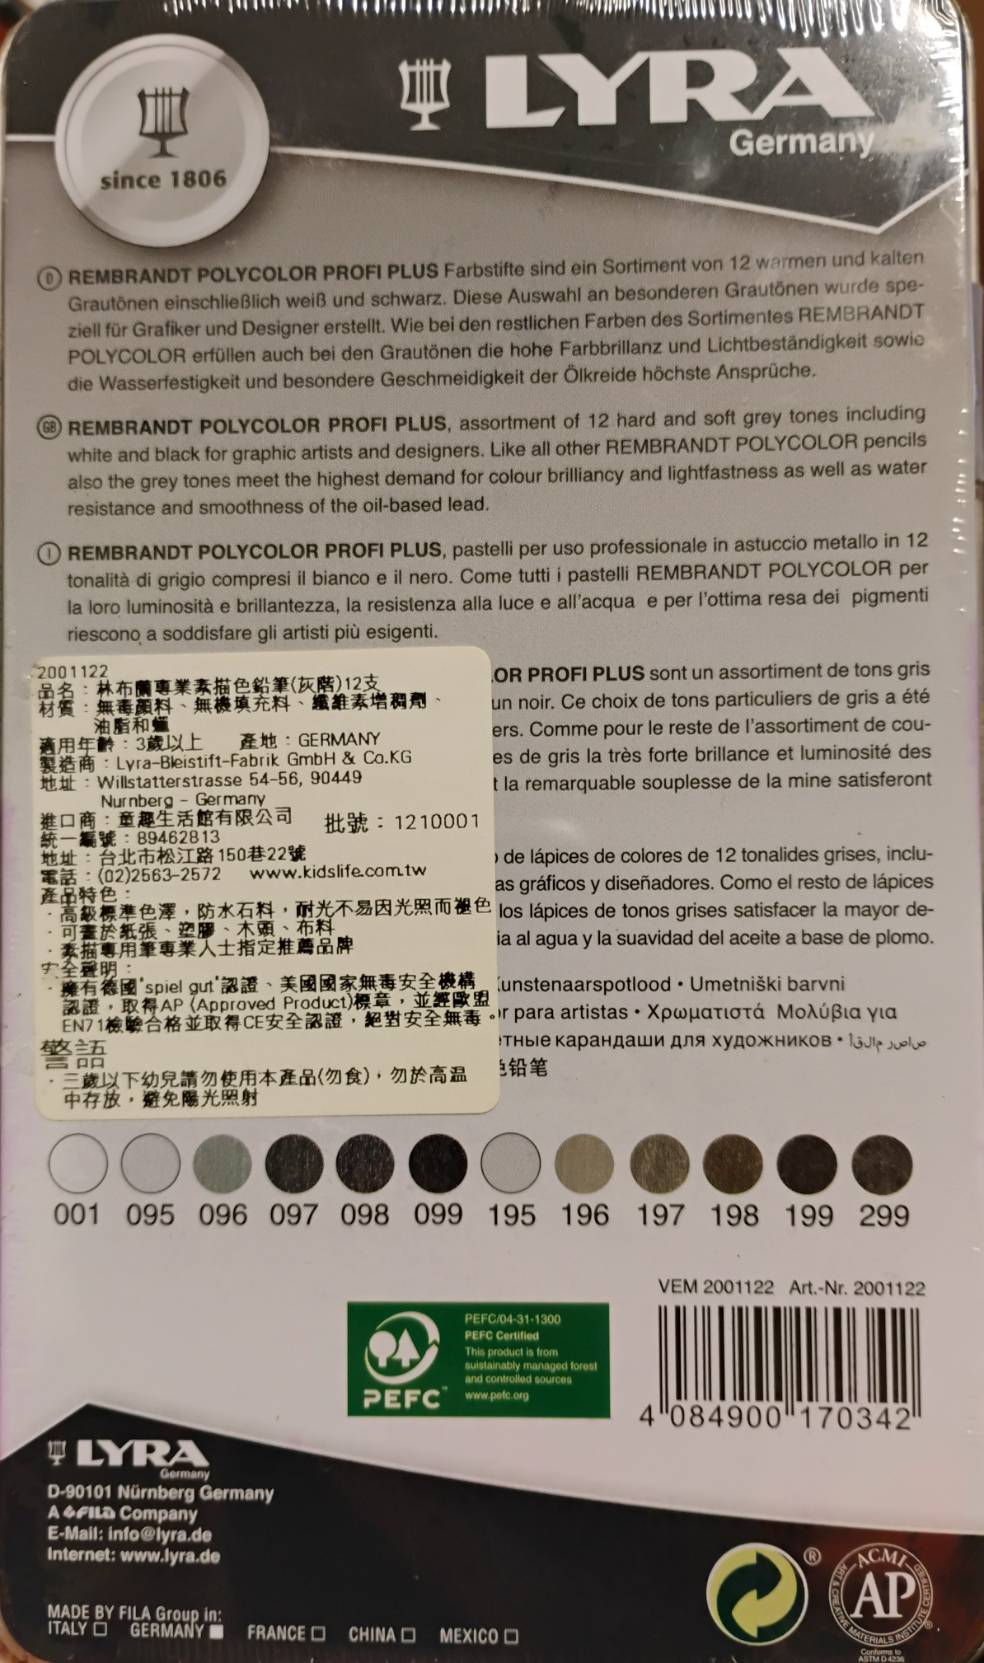 LYRA
Germany
since 1806
D REMBRANDT POLYCOLOR PROFI PLUS Farbstifte sind ein Sortiment von 12 warmen und kalten
Grautönen einschließlich weiß und schwarz. Diese Auswahl an besonderen Grautönen wurde spe-
ziell für Grafiker und Designer erstellt. Wie bei den restlichen Farben des Sortimentes REMBRANDT
POLYCOLOR erfüllen auch bei den Grautönen die hohe Farbbrillanz und Lichtbeständigkeit sowie
die Wasserfestigkeit und besondere Geschmeidigkeit der Ölkreide höchste Ansprüche.
GB REMBRANDT POLYCOLOR PROFI PLUS, assortment of 12 hard and soft grey tones including
white and black for graphic artists and designers. Like all other REMBRANDT POLYCOLOR pencils
also the grey tones meet the highest demand for colour brilliancy and lightfastness as well as water
resistance and smoothness of the oil-based lead.
I REMBRANDT POLYCOLOR PROFI PLUS, pastelli per uso professionale in astuccio metallo in 12
tonalità di grigio compresi il bianco e il nero. Come tutti i pastelli REMBRANDT POLYCOLOR per
la loro luminosità e brillantezza, la resistenza alla luce e all'acqua e per l'ottima resa dei pigmenti
riescono a soddisfare gli artisti più esigenti.
OR PROFI PLUS sont un assortiment de tons gris
un noir. Ce choix de tons particuliers de gris a été
ers. Comme pour le reste de l'assortiment de cou-
es de gris la très forte brillance et luminosité des
t la remarquable souplesse de la mine satisferont
de lápices de colores de 12 tonalides grises, inclu-
as gráficos y diseñadores. Como el resto de lápices
los lápices de tonos grises satisfacer la mayor de-
ia al agua y la suavidad del aceite a base de plomo.
unstenaarspotlood • Umetniški barvni
r para artistas • Χρωματιστά Μολύβια για
тные карандаши для художников •
铅笔
2001122
品名：林布蘭專業素描色鉛筆(灰階)12支
材質：無毒顏料、無機填充料、纖維素增稠劑、
油脂和蠟
適用年齡：3歲以上 產地：GERMANY
製造商：Lyra-Bleistift-Fabrik GmbH & Co.KG
地址：Willstatterstrasse 54-56, 90449
Nurnberg - Germany
進口商：童趣生活館有限公司 批號：1210001
統一編號：89462813
地址：台北市松江路150巷22號
電話：(02)2563-2572 www.kidslife.com.tw
產品特色：
·高級標準色澤，防水石料，耐光不易因光照而褪色
·可畫於紙張、塑膠、木頭、布料
·素描專用筆專業人士指定推薦品牌
安全聲明：
·擁有德國"spiel gut"認證、美國國家無毒安全機構
認證，取得AP (Approved Product)標章，並經歐盟
EN71檢驗合格並取得CE安全認證，絕對安全無毒。
警語
·三歲以下幼兒請勿使用本產品(勿食)，勿於高溫
中存放，避免陽光照射
001 095 096 097 098 099 195 196 197 198 199 299
VEM 2001122 Art.-Nr. 2001122
PEFC/04-31-1300
PEFC Certified
This product is from
suistainably managed forest
and controlled sources
www.pefc.org
PEFC™
4 084900 170342
LYRA
Germany
D-90101 Nürnberg Germany
A FILA Company
E-Mail: info@lyra.de
Internet: www.lyra.de
MADE BY FILA Group in:
ITALY ☐ GERMANY ■ FRANCE ☐ CHINA ☐ MEXICO ☐
®
ACMI
AP
ART & CREATIVE MATERIALS INSTITUTE CERTIFIED
®
Conforms to
ASTM D 4236